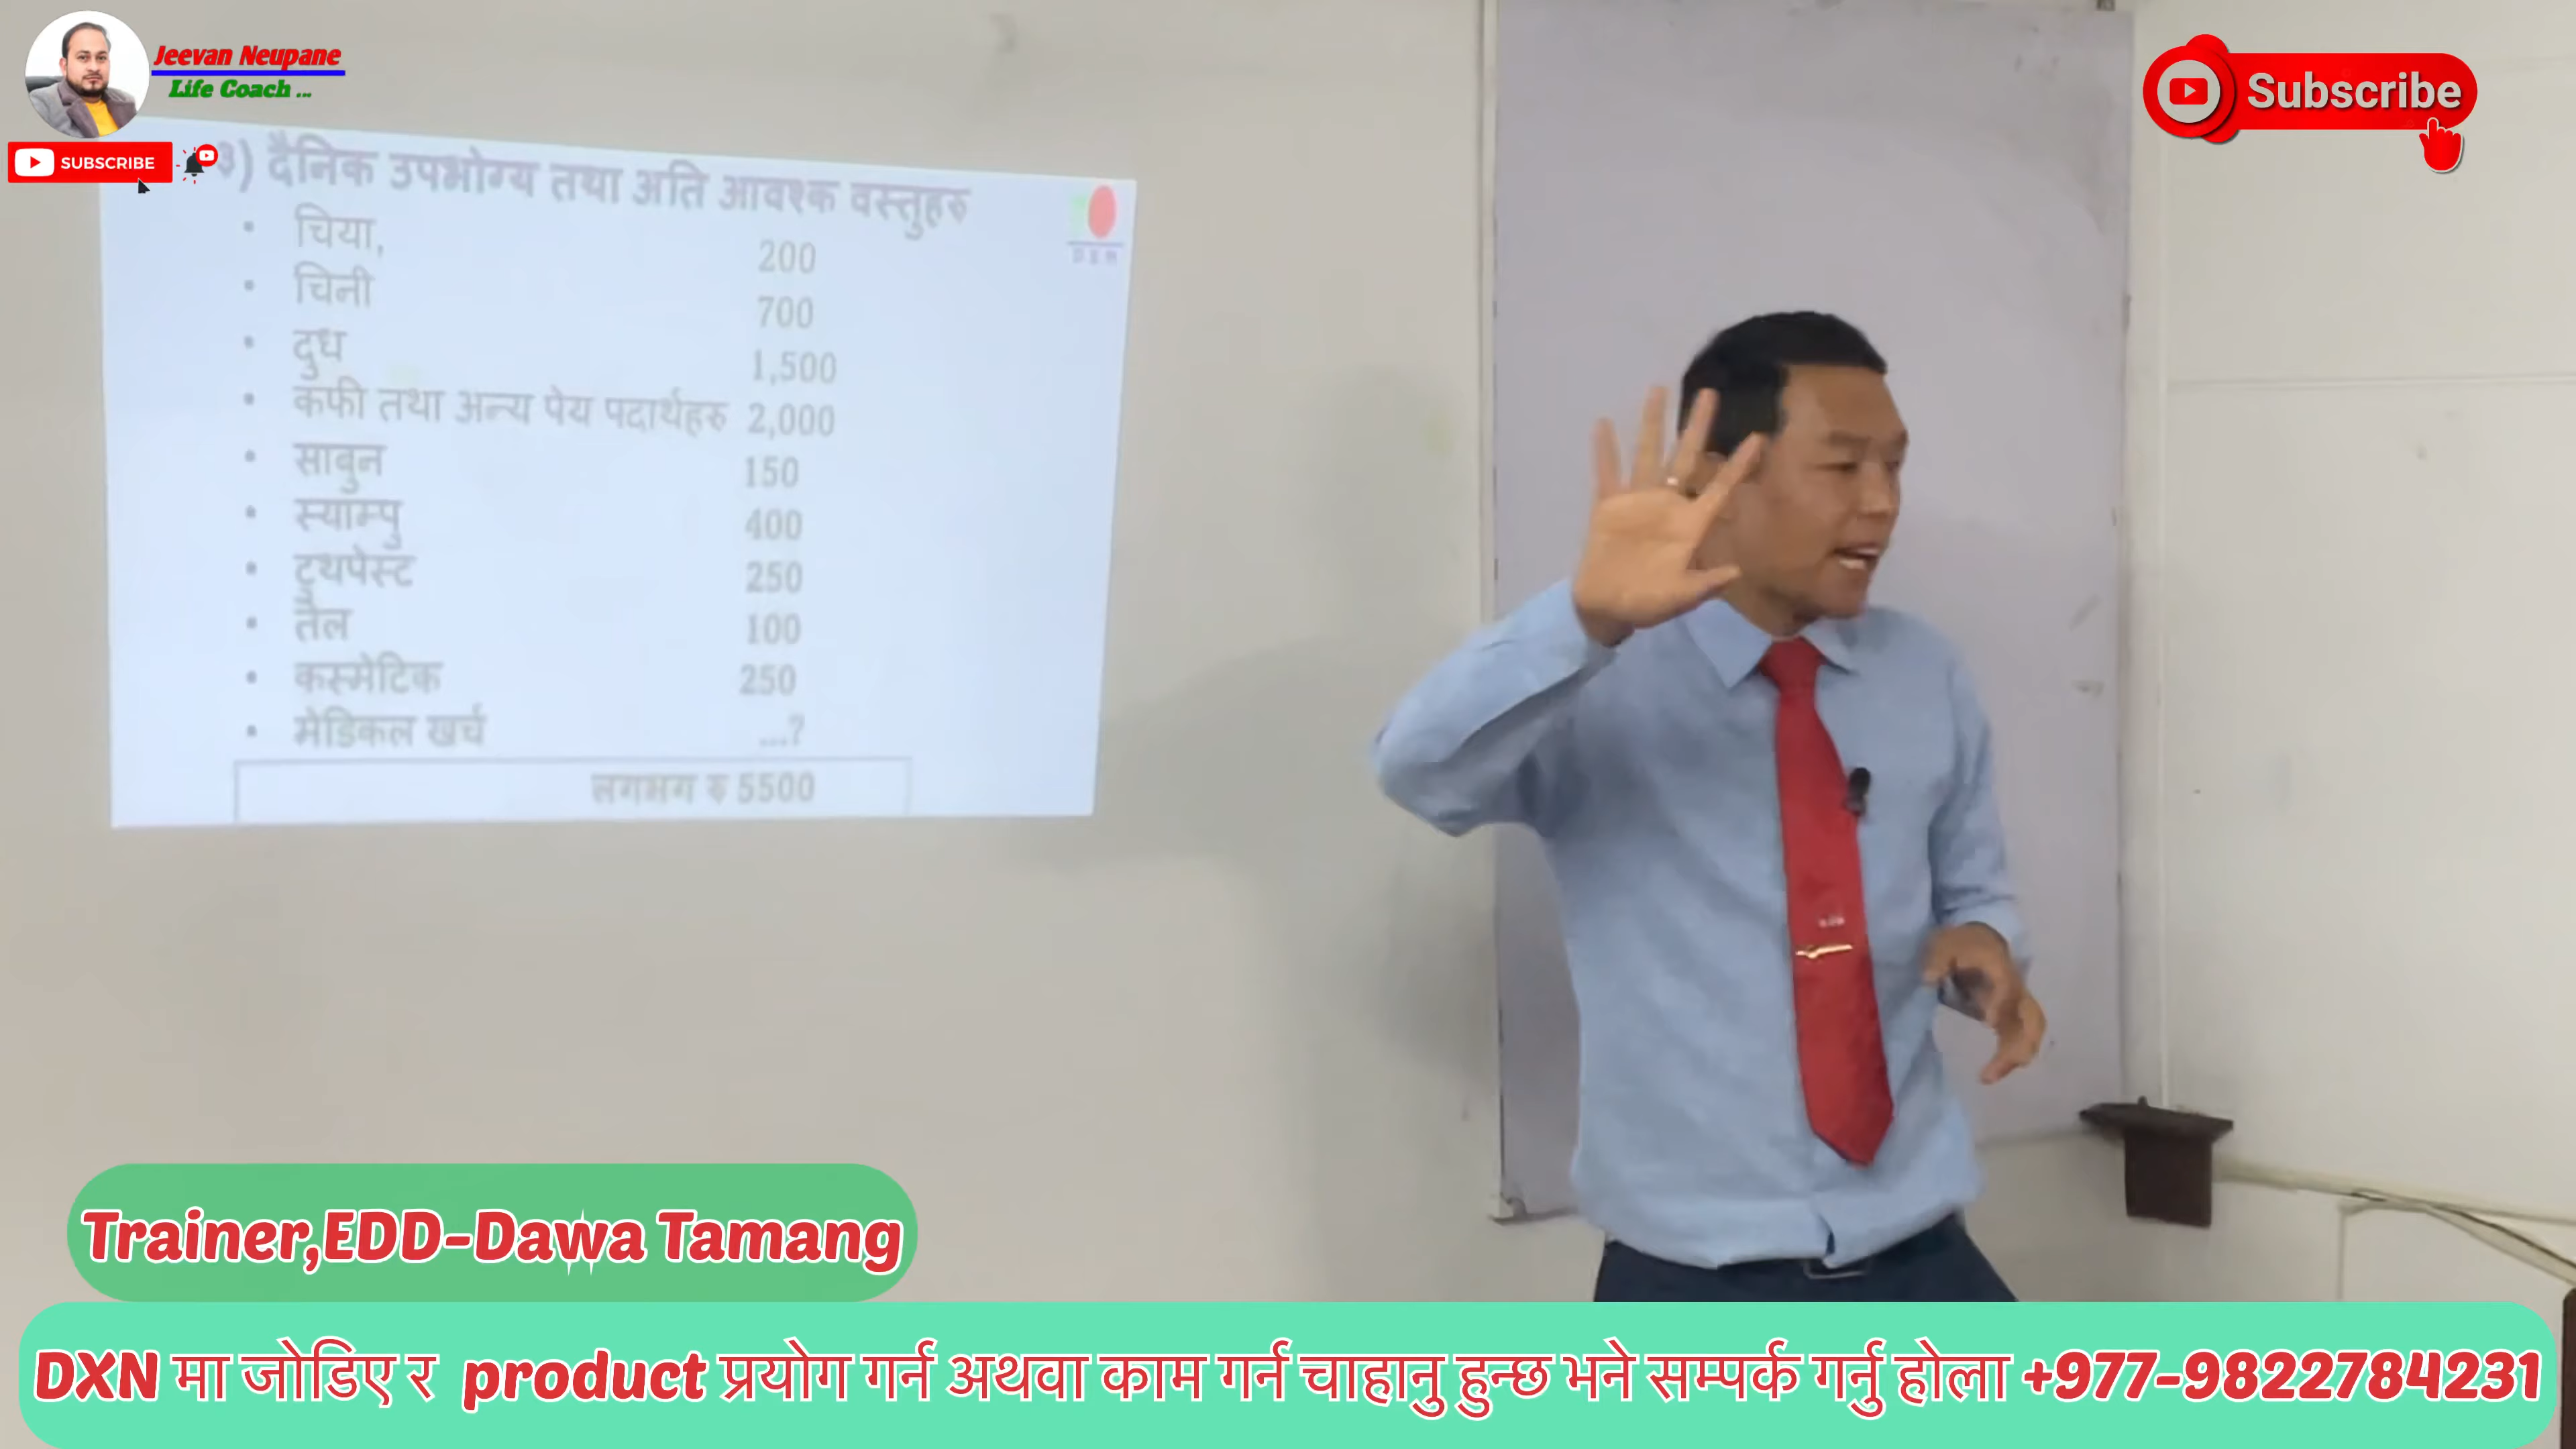 Jeevan Neupane
Life Coach ...
SUBSCRIBE
Subscribe
३) दैनिक उपभोग्य तथा अति आवश्क वस्तुहरु
DXN
• चिया, 200
• चिनी 700
• दुध 1,500
• कफी तथा अन्य पेय पदार्थहरु 2,000
• साबुन 150
• स्याम्पु 400
• टुथपेस्ट 250
• तेल 100
• कस्मेटिक 250
• मेडिकल खर्च ...?
लगभग रु 5500
Trainer,EDD-Dawa Tamang
DXN मा जोडिए र product प्रयोग गर्न अथवा काम गर्न चाहानु हुन्छ भने सम्पर्क गर्नु होला +977-9822784231